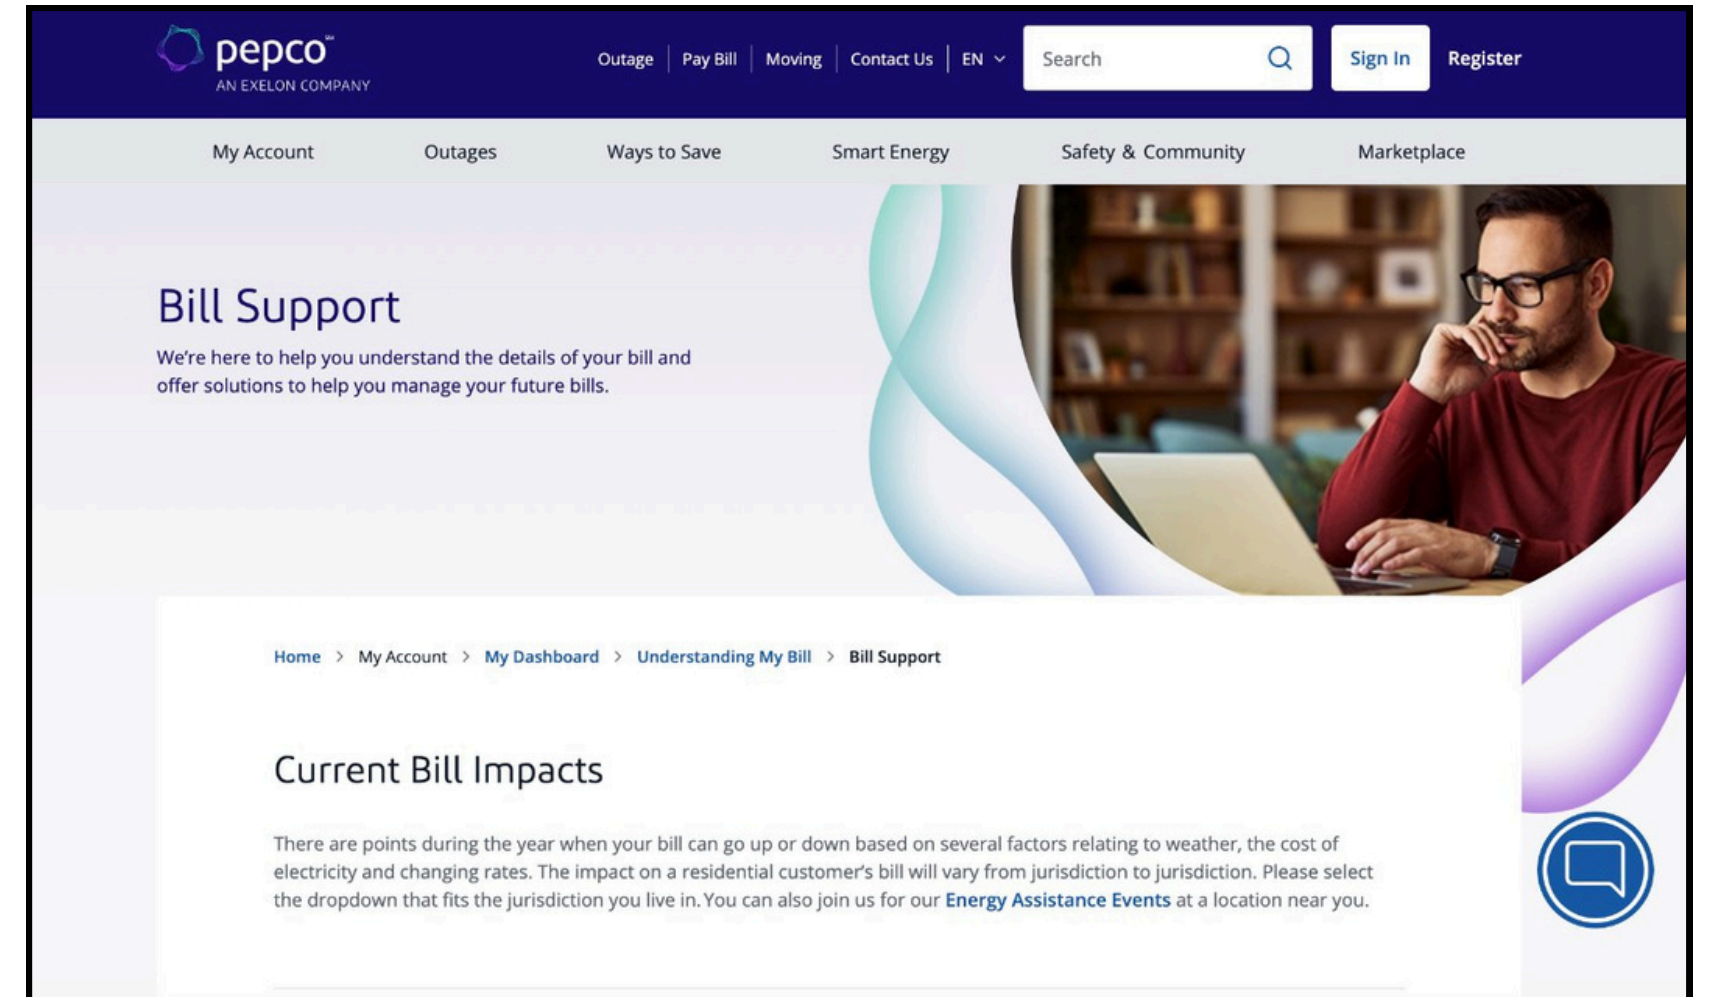 pepco℠
AN EXELON COMPANY
Outage
Pay Bill
Moving
Contact Us
EN
Search
Sign In
Register
My Account
Outages
Ways to Save
Smart Energy
Safety & Community
Marketplace
Bill Support
We're here to help you understand the details of your bill and
offer solutions to help you manage your future bills.
Home > My Account > My Dashboard > Understanding My Bill > Bill Support
Current Bill Impacts
There are points during the year when your bill can go up or down based on several factors relating to weather, the cost of
electricity and changing rates. The impact on a residential customer's bill will vary from jurisdiction to jurisdiction. Please select
the dropdown that fits the jurisdiction you live in. You can also join us for our Energy Assistance Events at a location near you.